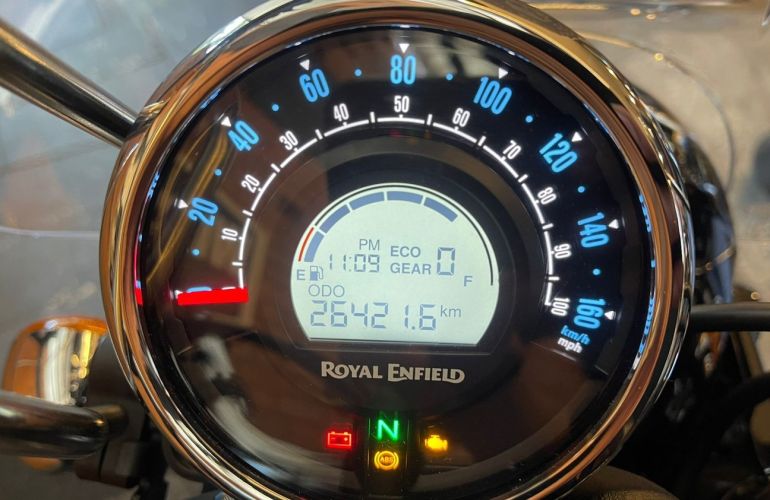 0 20 40 60 80 100 120 140 160
km/h
10 20 30 40 50 60 70 80 90 100
mph
PM ECO
11:09 GEAR 0
E F
ODO
26421.6 km
ROYAL ENFIELD
N
ABS